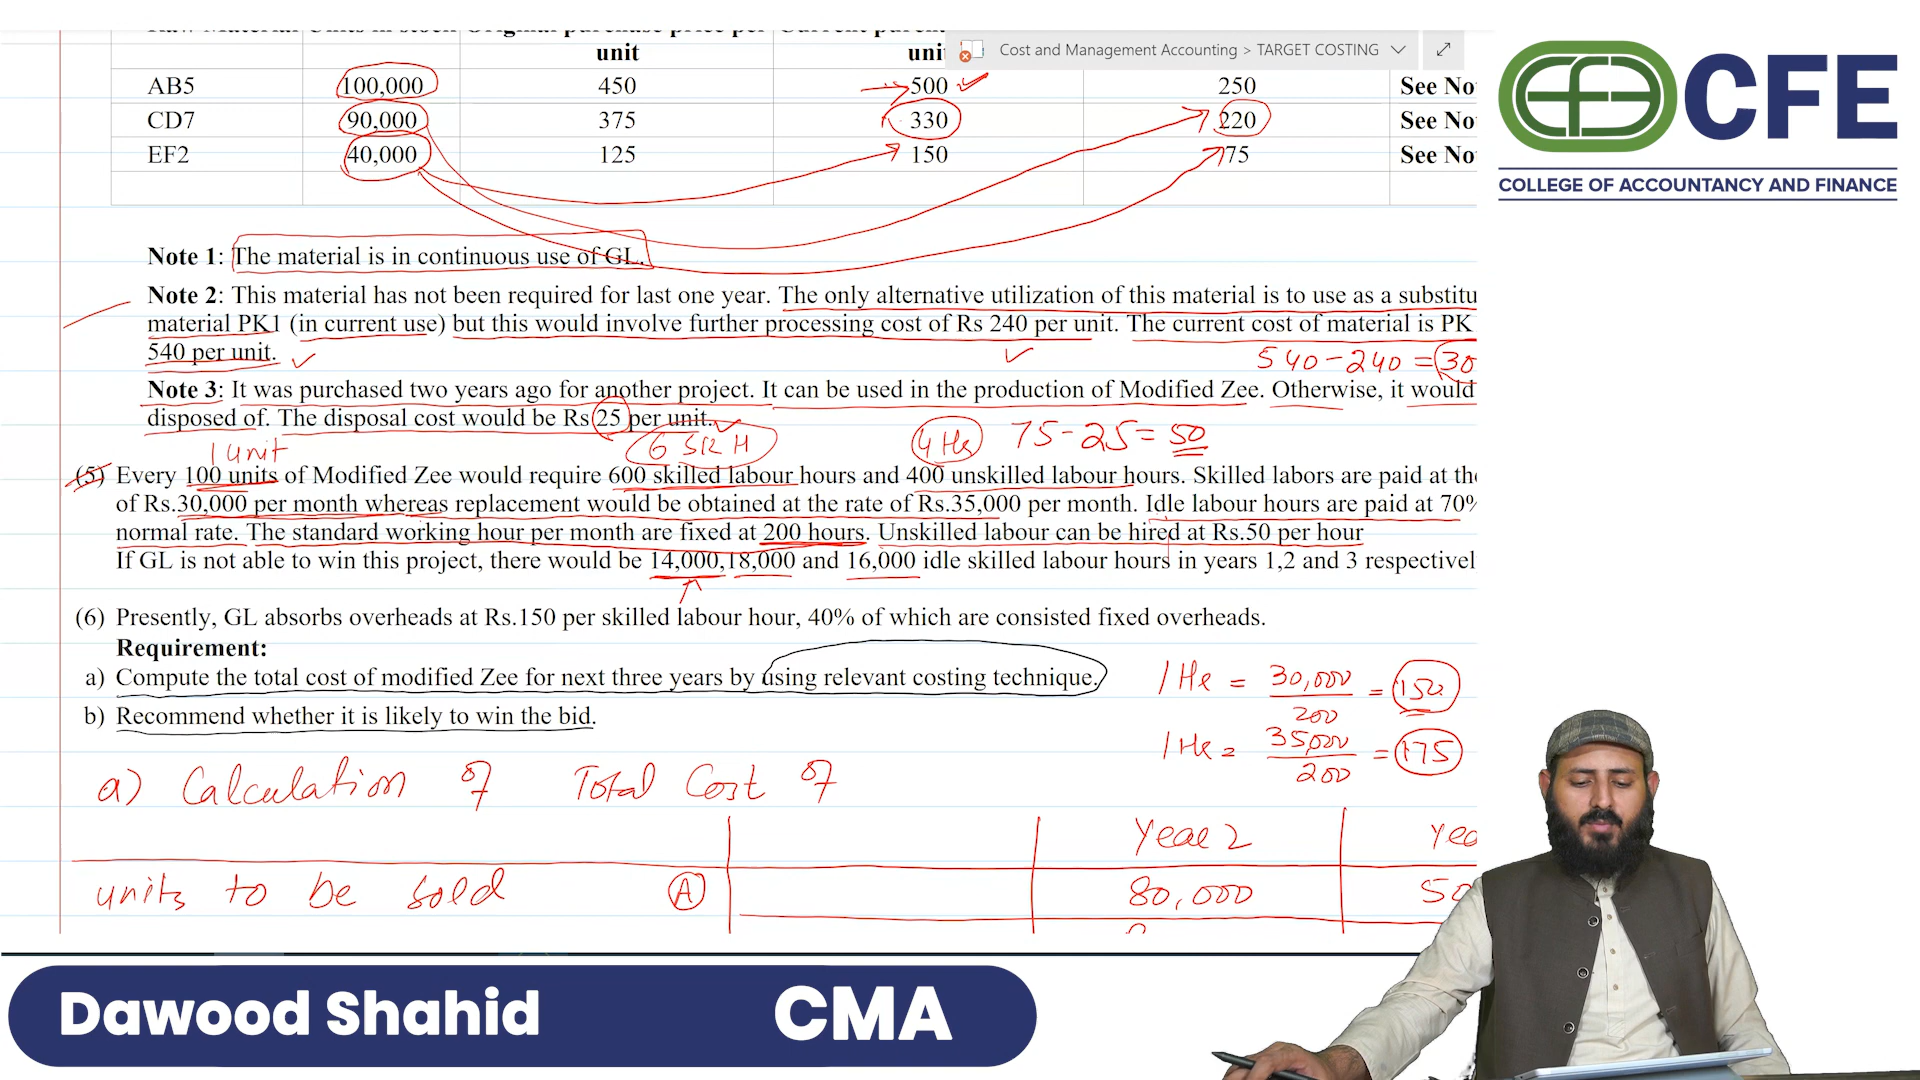 unit
Cost and Management Accounting > TARGET COSTING
AB5 100,000 450 500 250 See No
CD7 90,000 375 330 220 See No
EF2 40,000 125 150 75 See No
Note 1: The material is in continuous use of GL.
Note 2: This material has not been required for last one year. The only alternative utilization of this material is to use as a substitu
material PK1 (in current use) but this would involve further processing cost of Rs 240 per unit. The current cost of material is PK
540 per unit.
540-240 = 30
Note 3: It was purchased two years ago for another project. It can be used in the production of Modified Zee. Otherwise, it would
disposed of. The disposal cost would be Rs 25 per unit.
1 unit 6 SK H 4 Hr 75-25= 50
(5) Every 100 units of Modified Zee would require 600 skilled labour hours and 400 unskilled labour hours. Skilled labors are paid at the
of Rs.30,000 per month whereas replacement would be obtained at the rate of Rs.35,000 per month. Idle labour hours are paid at 70%
normal rate. The standard working hour per month are fixed at 200 hours. Unskilled labour can be hired at Rs.50 per hour
If GL is not able to win this project, there would be 14,000,18,000 and 16,000 idle skilled labour hours in years 1,2 and 3 respectivel
(6) Presently, GL absorbs overheads at Rs.150 per skilled labour hour, 40% of which are consisted fixed overheads.
Requirement:
a) Compute the total cost of modified Zee for next three years by using relevant costing technique.
b) Recommend whether it is likely to win the bid.
1 Hr = 30,000 / 200 = 150
1 Hr = 35,000 / 200 = 175
a) Calculation of Total Cost of
Year 2 Yea
units to be sold A 80,000 50
CFE
COLLEGE OF ACCOUNTANCY AND FINANCE
Dawood Shahid CMA